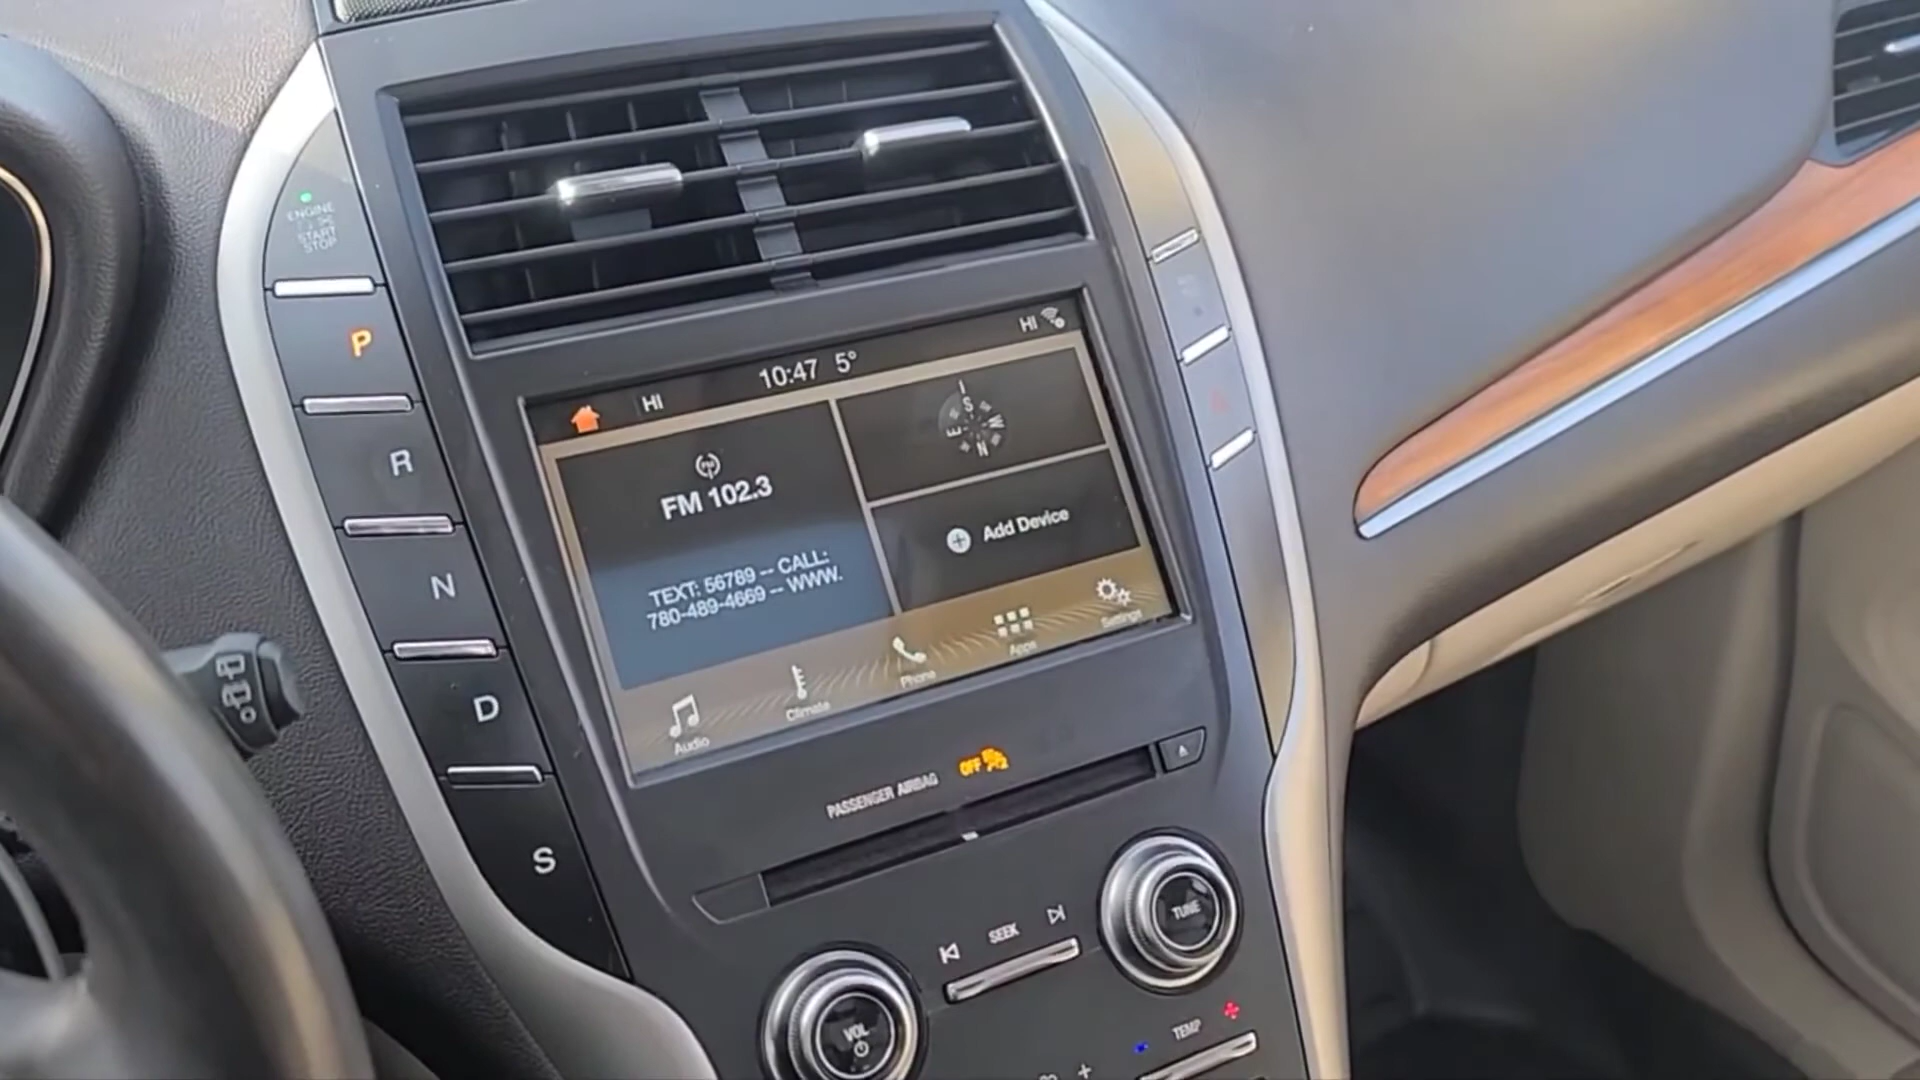 ENGINE
START
STOP
P
R
N
D
S
HI
10:47 5°
HI
FM
FM 102.3
TEXT: 56789 -- CALL:
780-489-4669 -- WWW.
S
E
W
N
Add Device
Audio
Climate
Phone
Apps
Settings
PASSENGER AIRBAG
OFF
SEEK
TUNE
VOL
TEMP